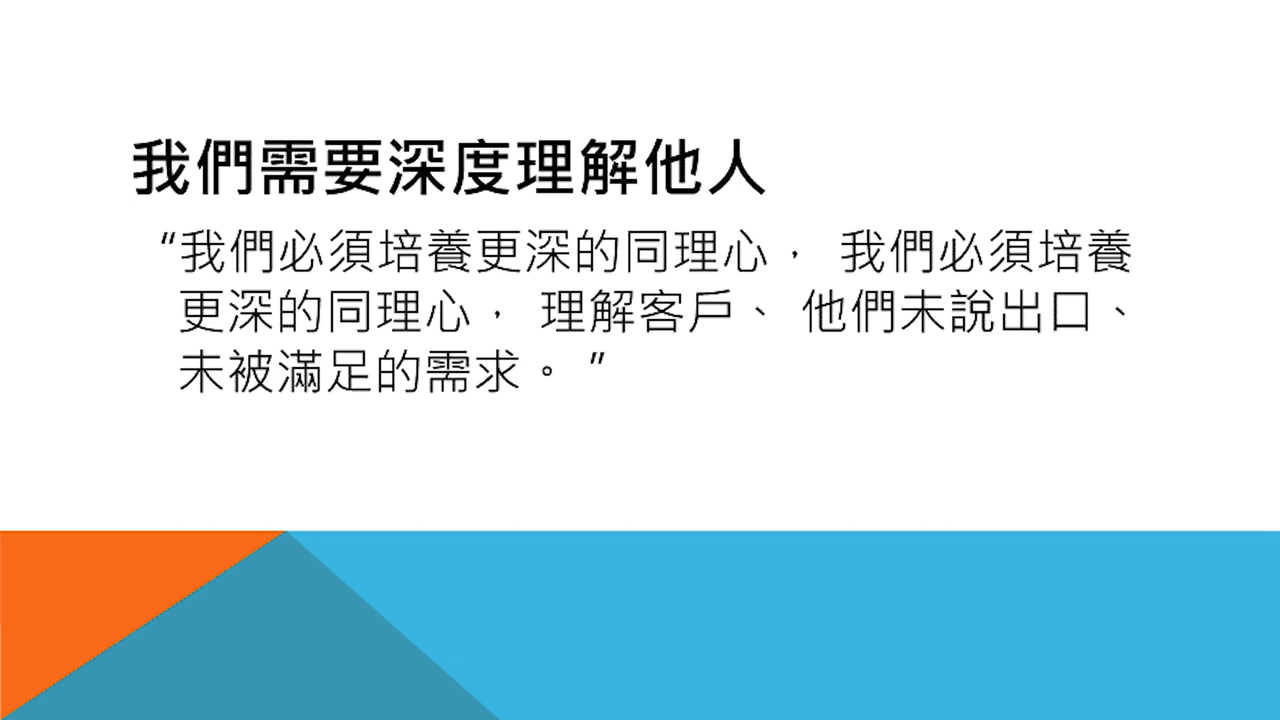 我們需要深度理解他人
“我們必須培養更深的同理心， 我們必須培養
更深的同理心， 理解客戶、 他們未說出口、
未被滿足的需求。 ”